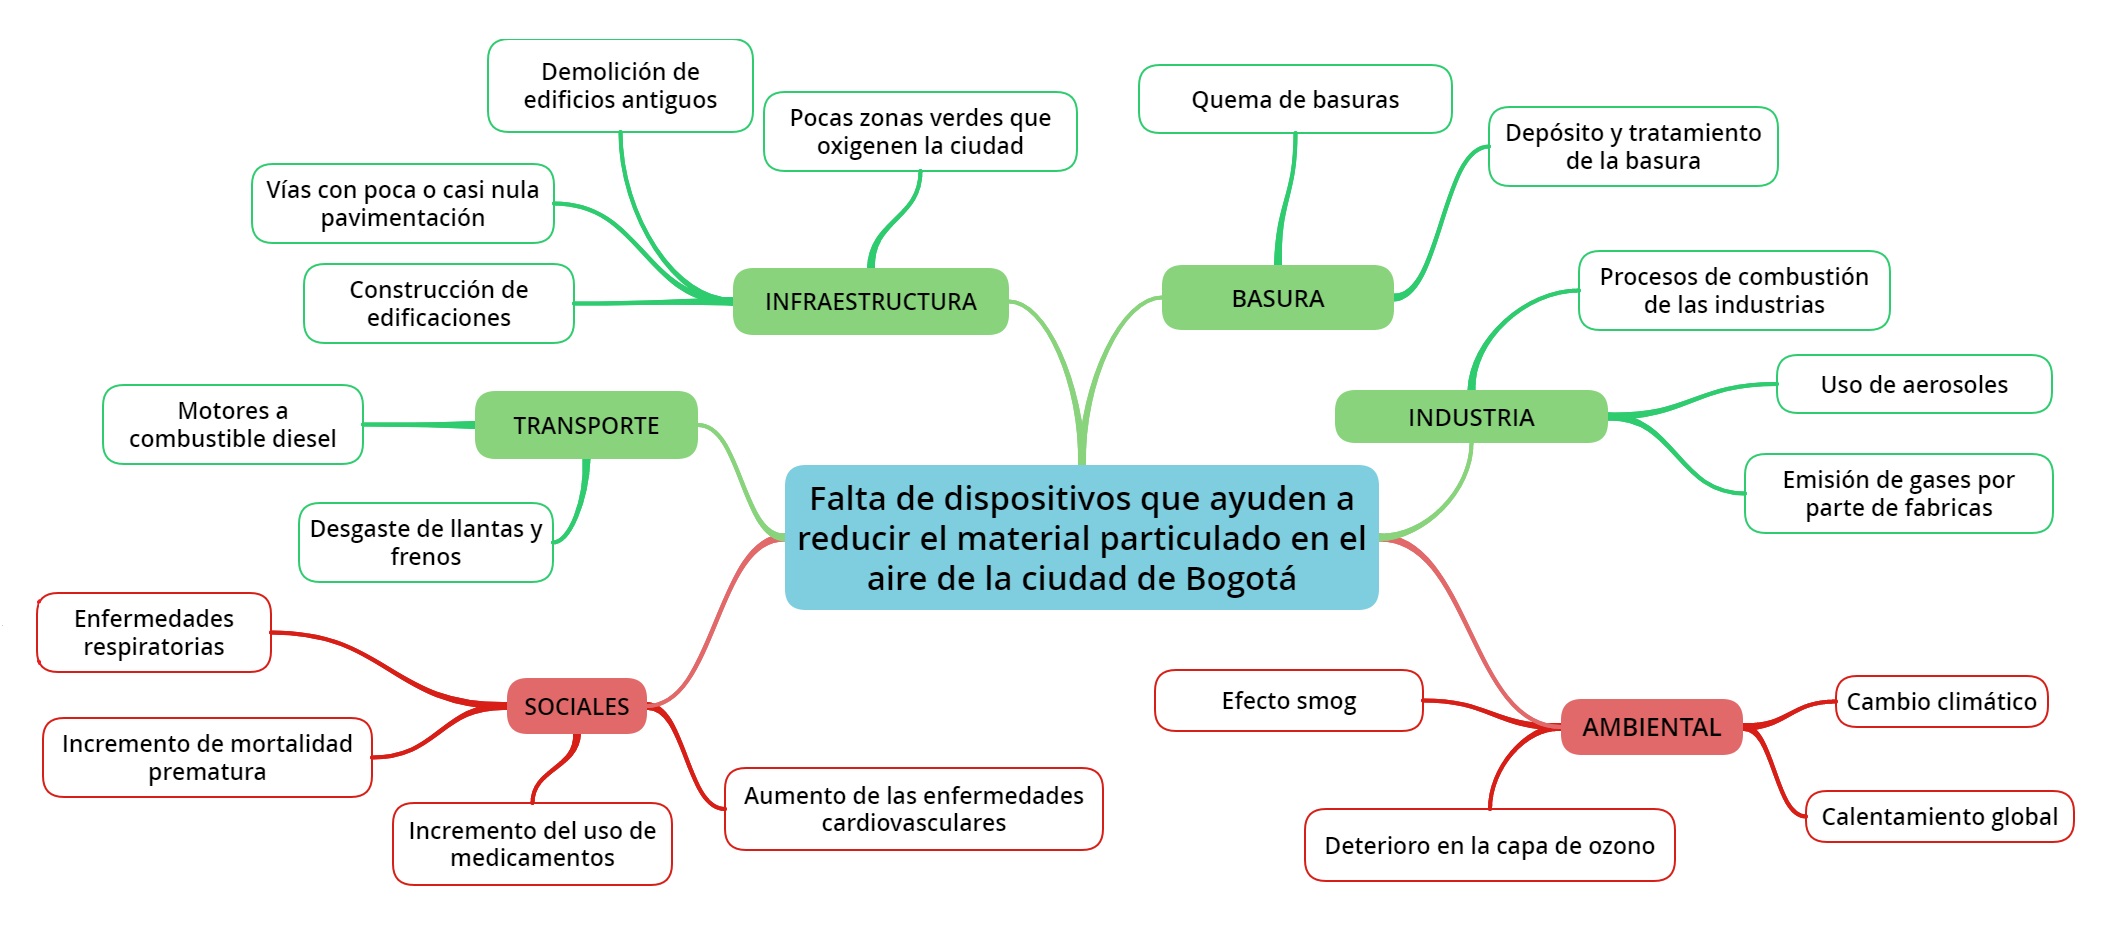 Demolición de
edificios antiguos
Pocas zonas verdes que
oxigenen la ciudad
Quema de basuras
Depósito y tratamiento
de la basura
Vías con poca o casi nula
pavimentación
Construcción de
edificaciones
INFRAESTRUCTURA
BASURA
Procesos de combustión
de las industrias
Motores a
combustible diesel
TRANSPORTE
INDUSTRIA
Uso de aerosoles
Desgaste de llantas y
frenos
Emisión de gases por
parte de fabricas
Falta de dispositivos que ayuden a
reducir el material particulado en el
aire de la ciudad de Bogotá
Enfermedades
respiratorias
SOCIALES
Incremento de mortalidad
prematura
Incremento del uso de
medicamentos
Aumento de las enfermedades
cardiovasculares
Efecto smog
AMBIENTAL
Cambio climático
Deterioro en la capa de ozono
Calentamiento global